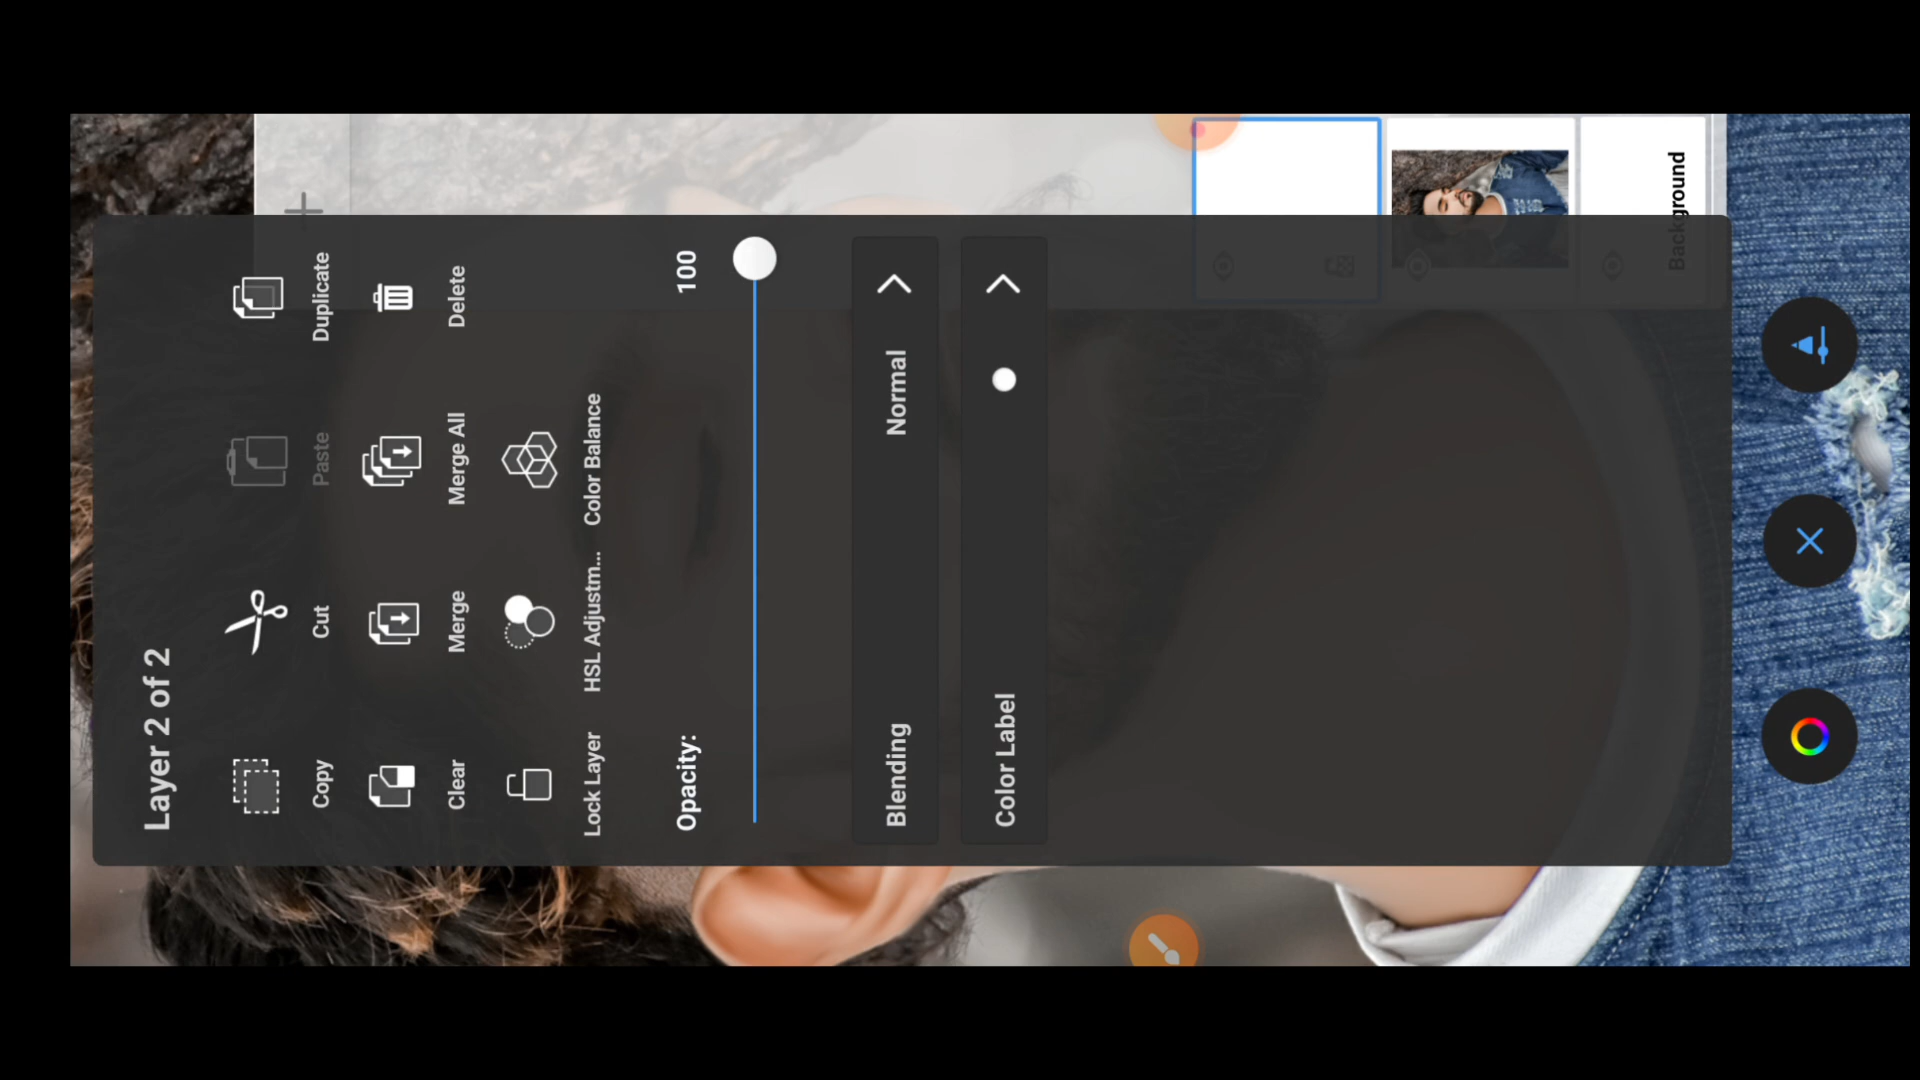 Layer 2 of 2
Copy Cut Paste Duplicate
Clear Merge Merge All Delete
Lock Layer HSL Adjustm... Color Balance
Opacity: 100
Blending Normal
Color Label
Background